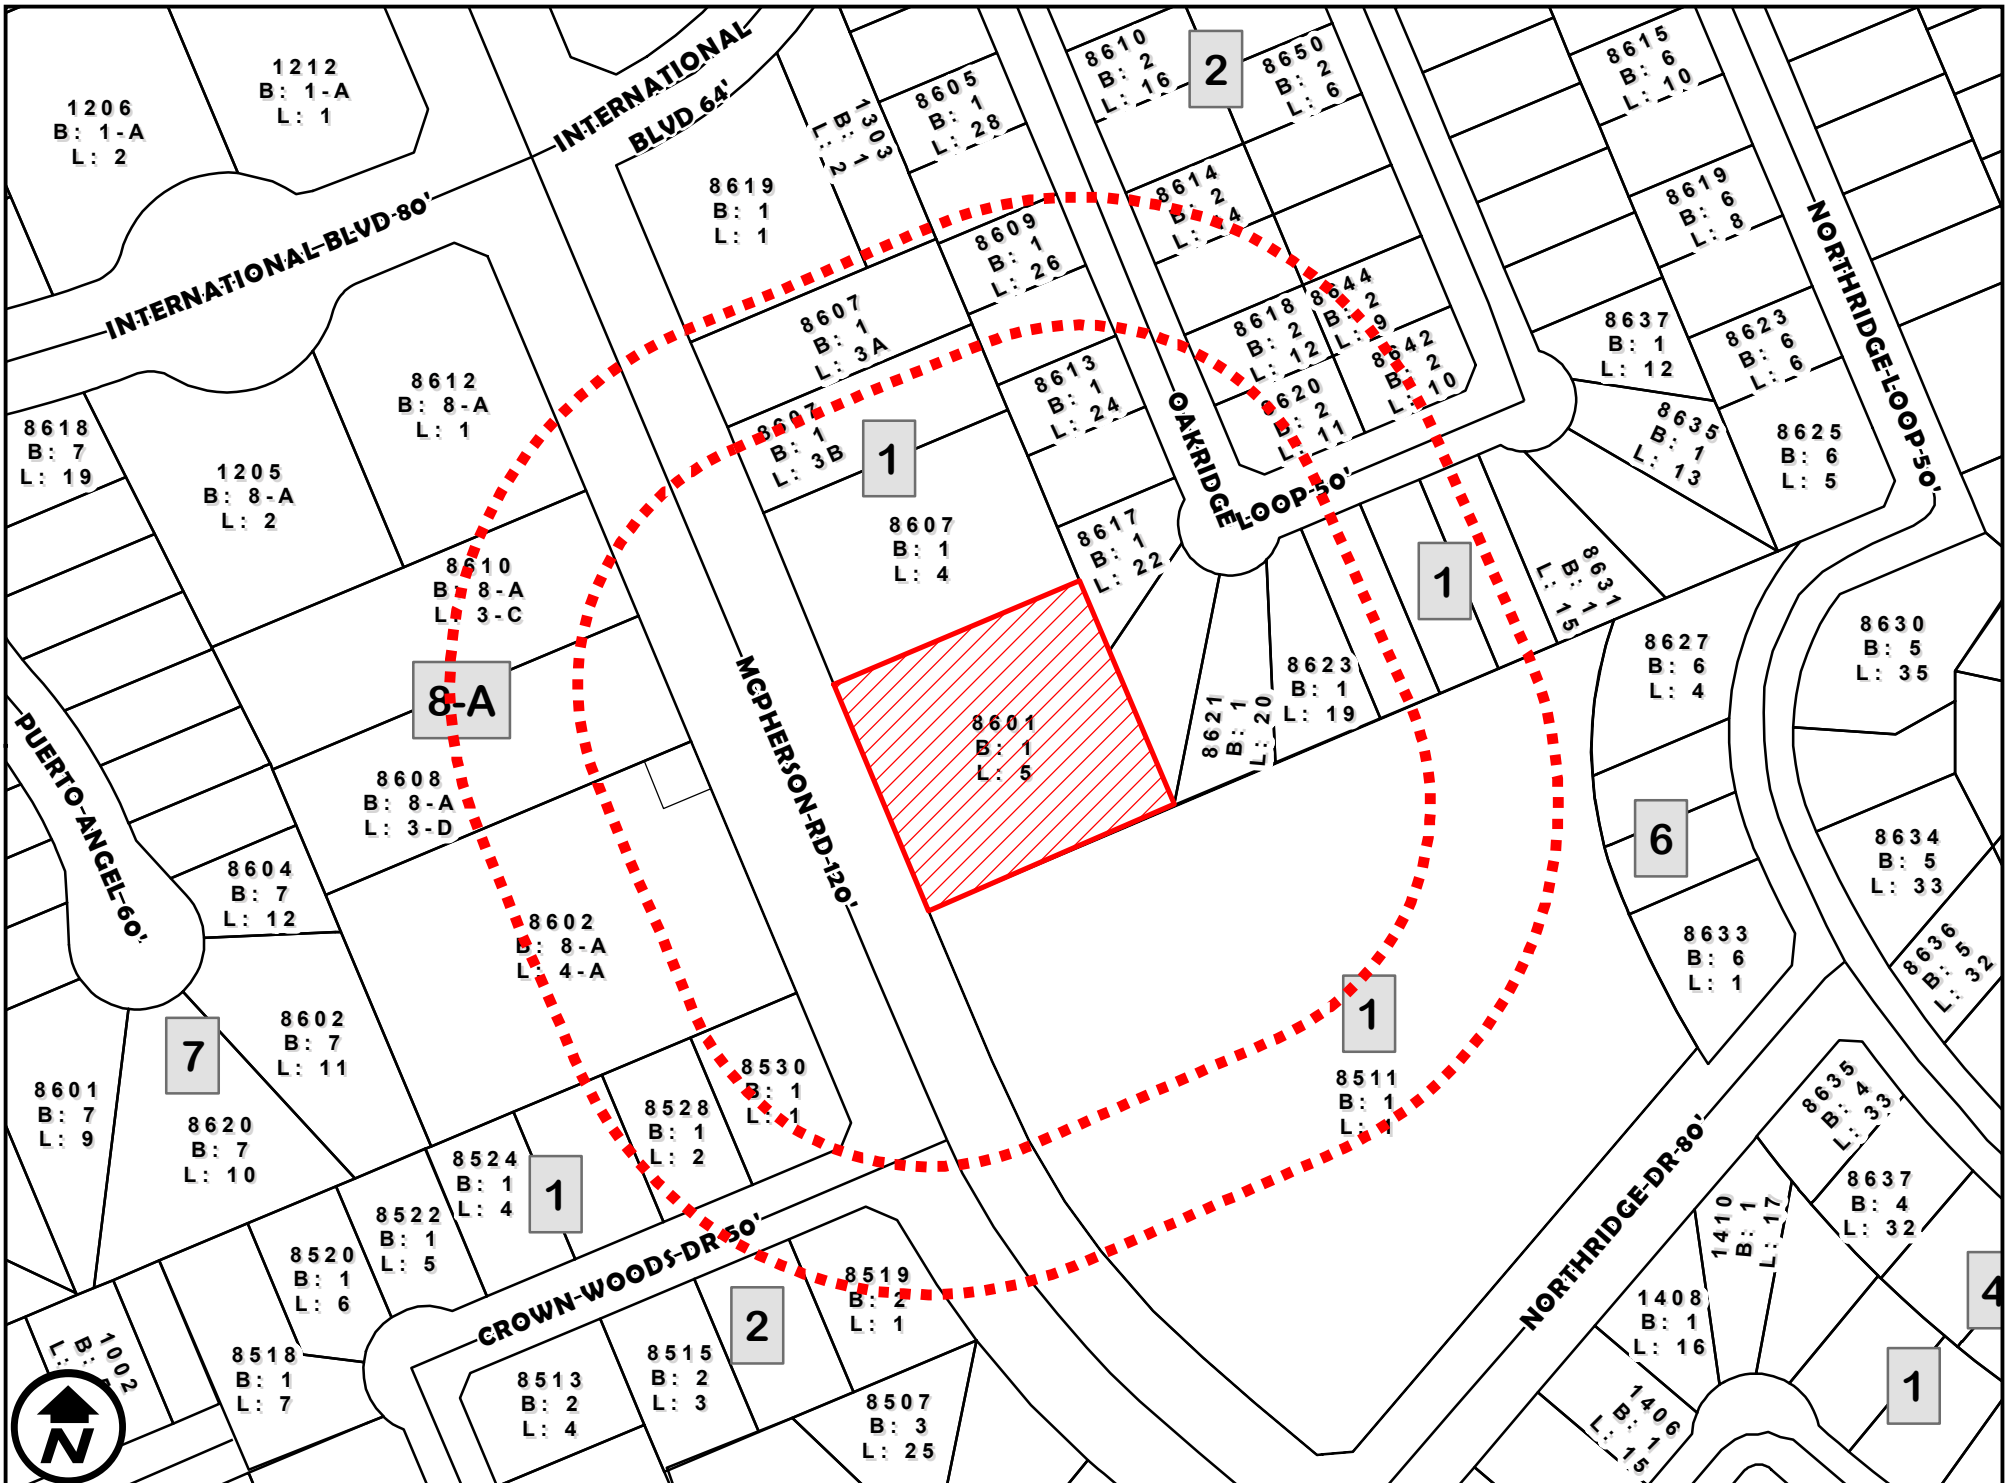 1206
B: 1-A
L: 2
1212
B: 1-A
L: 1
INTERNATIONAL
BLVD 64'
INTERNATIONAL-BLVD-80'
1303
B: 1
L: 2
8605
B: 1
L: 28
8610
B: 2
L: 16
2
8650
B: 2
L: 6
8615
B: 6
L: 10
8619
B: 1
L: 1
8614
B: 2
L: 14
8619
B: 6
L: 8
NORTHRIDGE-LOOP-50'
8609
B: 1
L: 26
8607
B: 1
L: 3A
8618
B: 2
L: 12
8644
B: 2
L: 9
8642
B: 2
L: 10
8637
B: 1
L: 12
8623
B: 6
L: 6
8612
B: 8-A
L: 1
8618
B: 7
L: 19
1205
B: 8-A
L: 2
8607
B: 1
L: 3B
1
8613
B: 1
L: 24
8620
B: 2
L: 11
8635
B: 1
L: 13
8625
B: 6
L: 5
OAKRIDGE
LOOP-50'
8607
B: 1
L: 4
8617
B: 1
L: 22
1
8631
B: 1
L: 15
8610
B: 8-A
L: 3-C
8-A
MCPHERSON-RD-120'
8601
B: 1
L: 5
8621
B: 1
L: 20
8623
B: 1
L: 19
8627
B: 6
L: 4
8630
B: 5
L: 35
PUERTO-ANGEL-60'
8608
B: 8-A
L: 3-D
6
8634
B: 5
L: 33
8604
B: 7
L: 12
8602
B: 8-A
L: 4-A
8633
B: 6
L: 1
8636
B: 5
L: 32
7
8602
B: 7
L: 11
1
8511
B: 1
L: 1
8601
B: 7
L: 9
8620
B: 7
L: 10
8530
B: 1
L: 1
8528
B: 1
L: 2
8524
B: 1
L: 4
1
8522
B: 1
L: 5
8520
B: 1
L: 6
8518
B: 1
L: 7
1002
B:
L:
N
CROWN-WOODS-DR-50'
2
8519
B: 2
L: 1
8515
B: 2
L: 3
8513
B: 2
L: 4
8507
B: 3
L: 25
NORTHRIDGE-DR-80'
8635
B: 4
L: 33
8637
B: 4
L: 32
1410
B: 1
L: 17
1408
B: 1
L: 16
1406
B: 1
L: 15
4
1